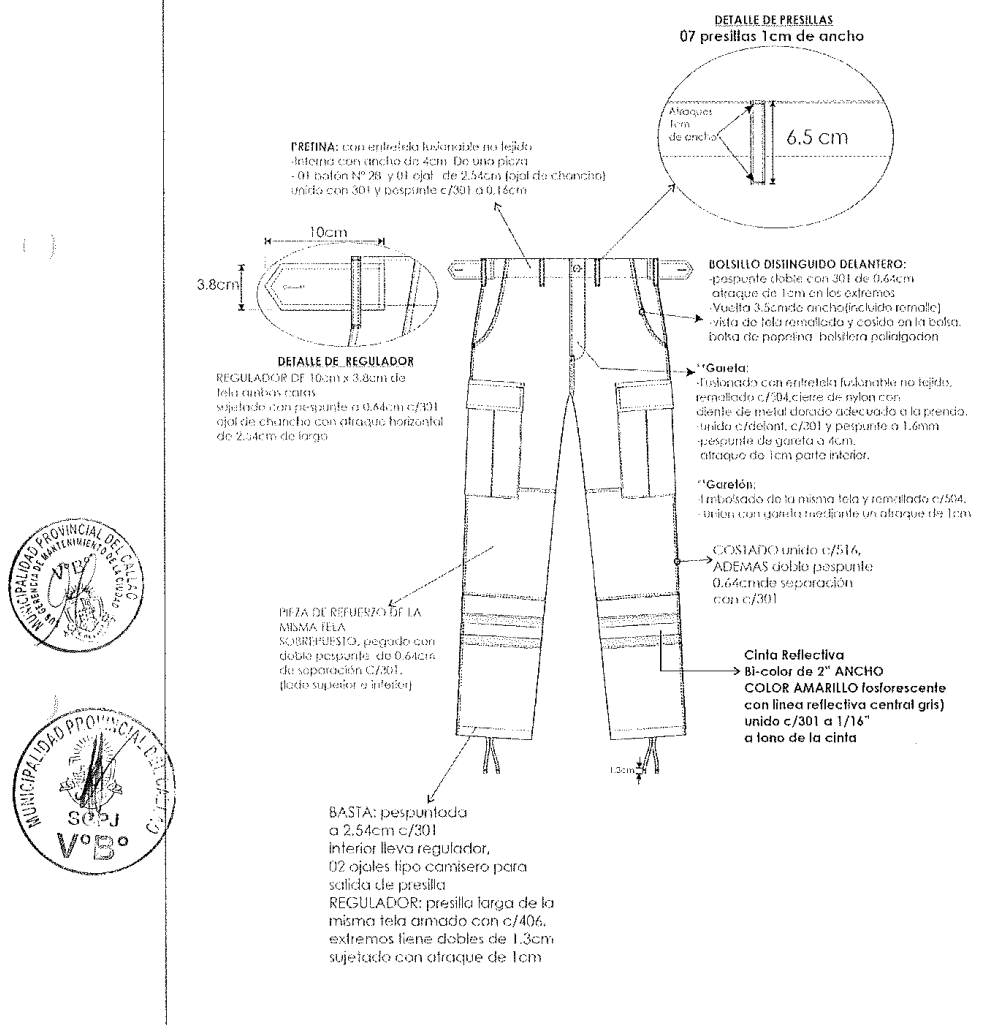 DETALLE DE PRESILLAS
07 presillas 1cm de ancho
Atraques
1cm
de ancho
6.5 cm
PRETINA: con entretela fusionable no tejido
-Interna con ancho de 4cm De una pieza
- 01 botón N° 28 y 01 ojal de 2.54cm (ojal de chancho)
unido con 301 y pespunte c/301 a 0.16cm
10cm
3.8cm
DETALLE DE REGULADOR
REGULADOR DE 10cm x 3.8cm de
tela ambas caras
sujetado con pespunte a 0.64cm c/301
ojal de chancho con atraque horizontal
de 2.54cm de largo
BOLSILLO DISTINGUIDO DELANTERO:
-pespunte doble con 301 de 0.64cm
atraque de 1cm en los extremos
-Vuelta 3.5cmde ancho(incluido remalle)
-vista de tela remallada y cosida en la bolsa.
bolsa de popelina bolsillera polialgodon
**Gareta:
-Fusionado con entretela fusionable no tejido,
remallado c/504,cierre de nylon con
diente de metal dorado adecuado a la prenda.
-unido c/delant. c/301 y pespunte a 1.6mm
-pespunte de gareta a 4cm.
atraque de 1cm parte interior.
**Garetón:
-Embolsado de la misma tela y remallado c/504.
-union con gareta mediante un atraque de 1cm
COSTADO unido c/516,
ADEMAS doble pespunte
0.64cmde separación
con c/301
PIEZA DE REFUERZO DE LA
MISMA TELA
SOBREPUESTO, pegado con
doble pespunte de 0.64cm
de separación C/301.
(lado superior e inferior)
Cinta Reflectiva
Bi-color de 2" ANCHO
COLOR AMARILLO fosforescente
con linea reflectiva central gris)
unido c/301 a 1/16"
a tono de la cinta
1.3cm
BASTA: pespuntada
a 2.54cm c/301
interior lleva regulador,
02 ojales tipo camisero para
salida de presilla
REGULADOR: presilla larga de la
misma tela armado con c/406.
extremos tiene dobles de 1.3cm
sujetado con atraque de 1cm
MUNICIPALIDAD PROVINCIAL DEL CALLAO
GERENCIA DE MANTENIMIENTO DE LA CIUDAD
V°B°
MUNICIPALIDAD PROVINCIAL DEL CALLAO
SGPJ
V°B°